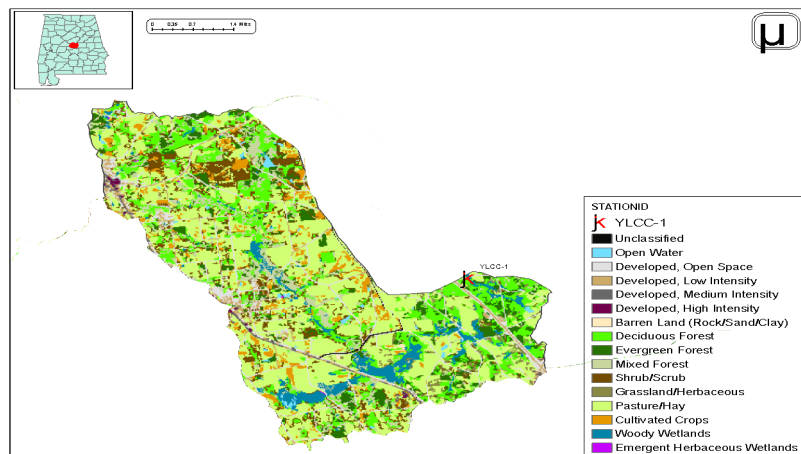 0 0.35 0.7 1.4 Miles
µ
YLCC-1
STATIONID
YLCC-1
Unclassified
Open Water
Developed, Open Space
Developed, Low Intensity
Developed, Medium Intensity
Developed, High Intensity
Barren Land (Rock/Sand/Clay)
Deciduous Forest
Evergreen Forest
Mixed Forest
Shrub/Scrub
Grassland/Herbaceous
Pasture/Hay
Cultivated Crops
Woody Wetlands
Emergent Herbaceous Wetlands